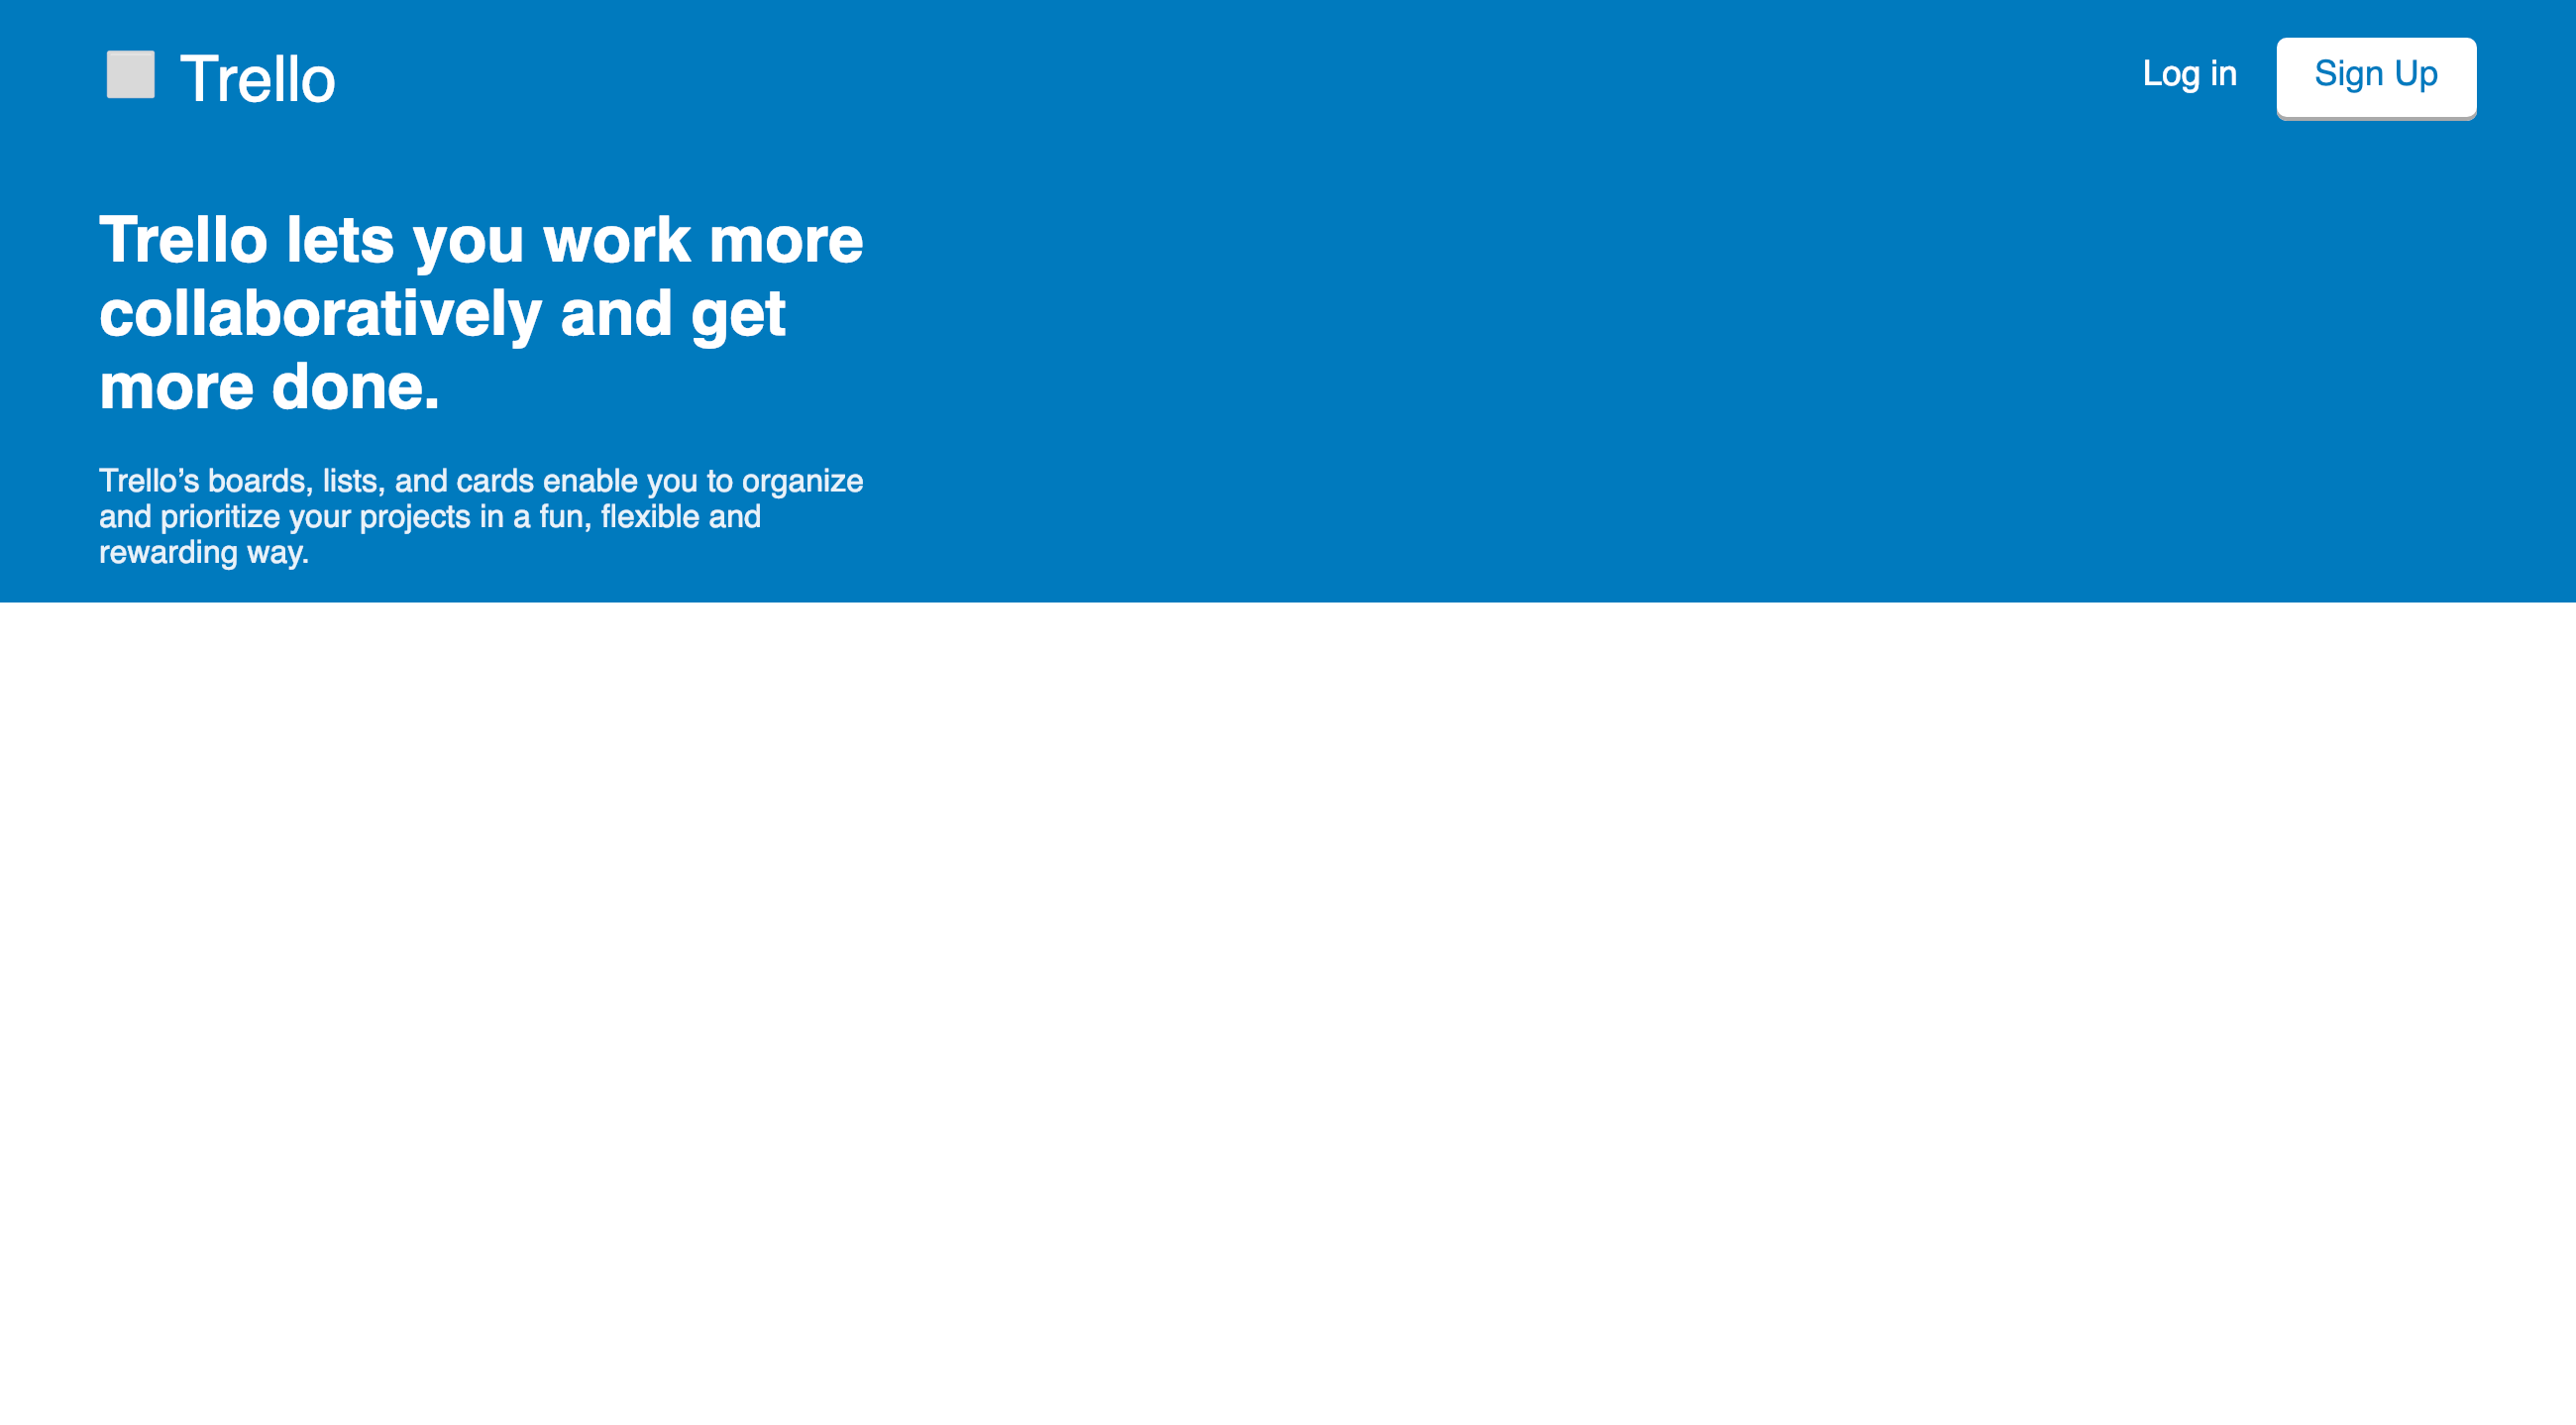 Trello
Log in
Sign Up
Trello lets you work more
collaboratively and get
more done.
Trello’s boards, lists, and cards enable you to organize
and prioritize your projects in a fun, flexible and
rewarding way.